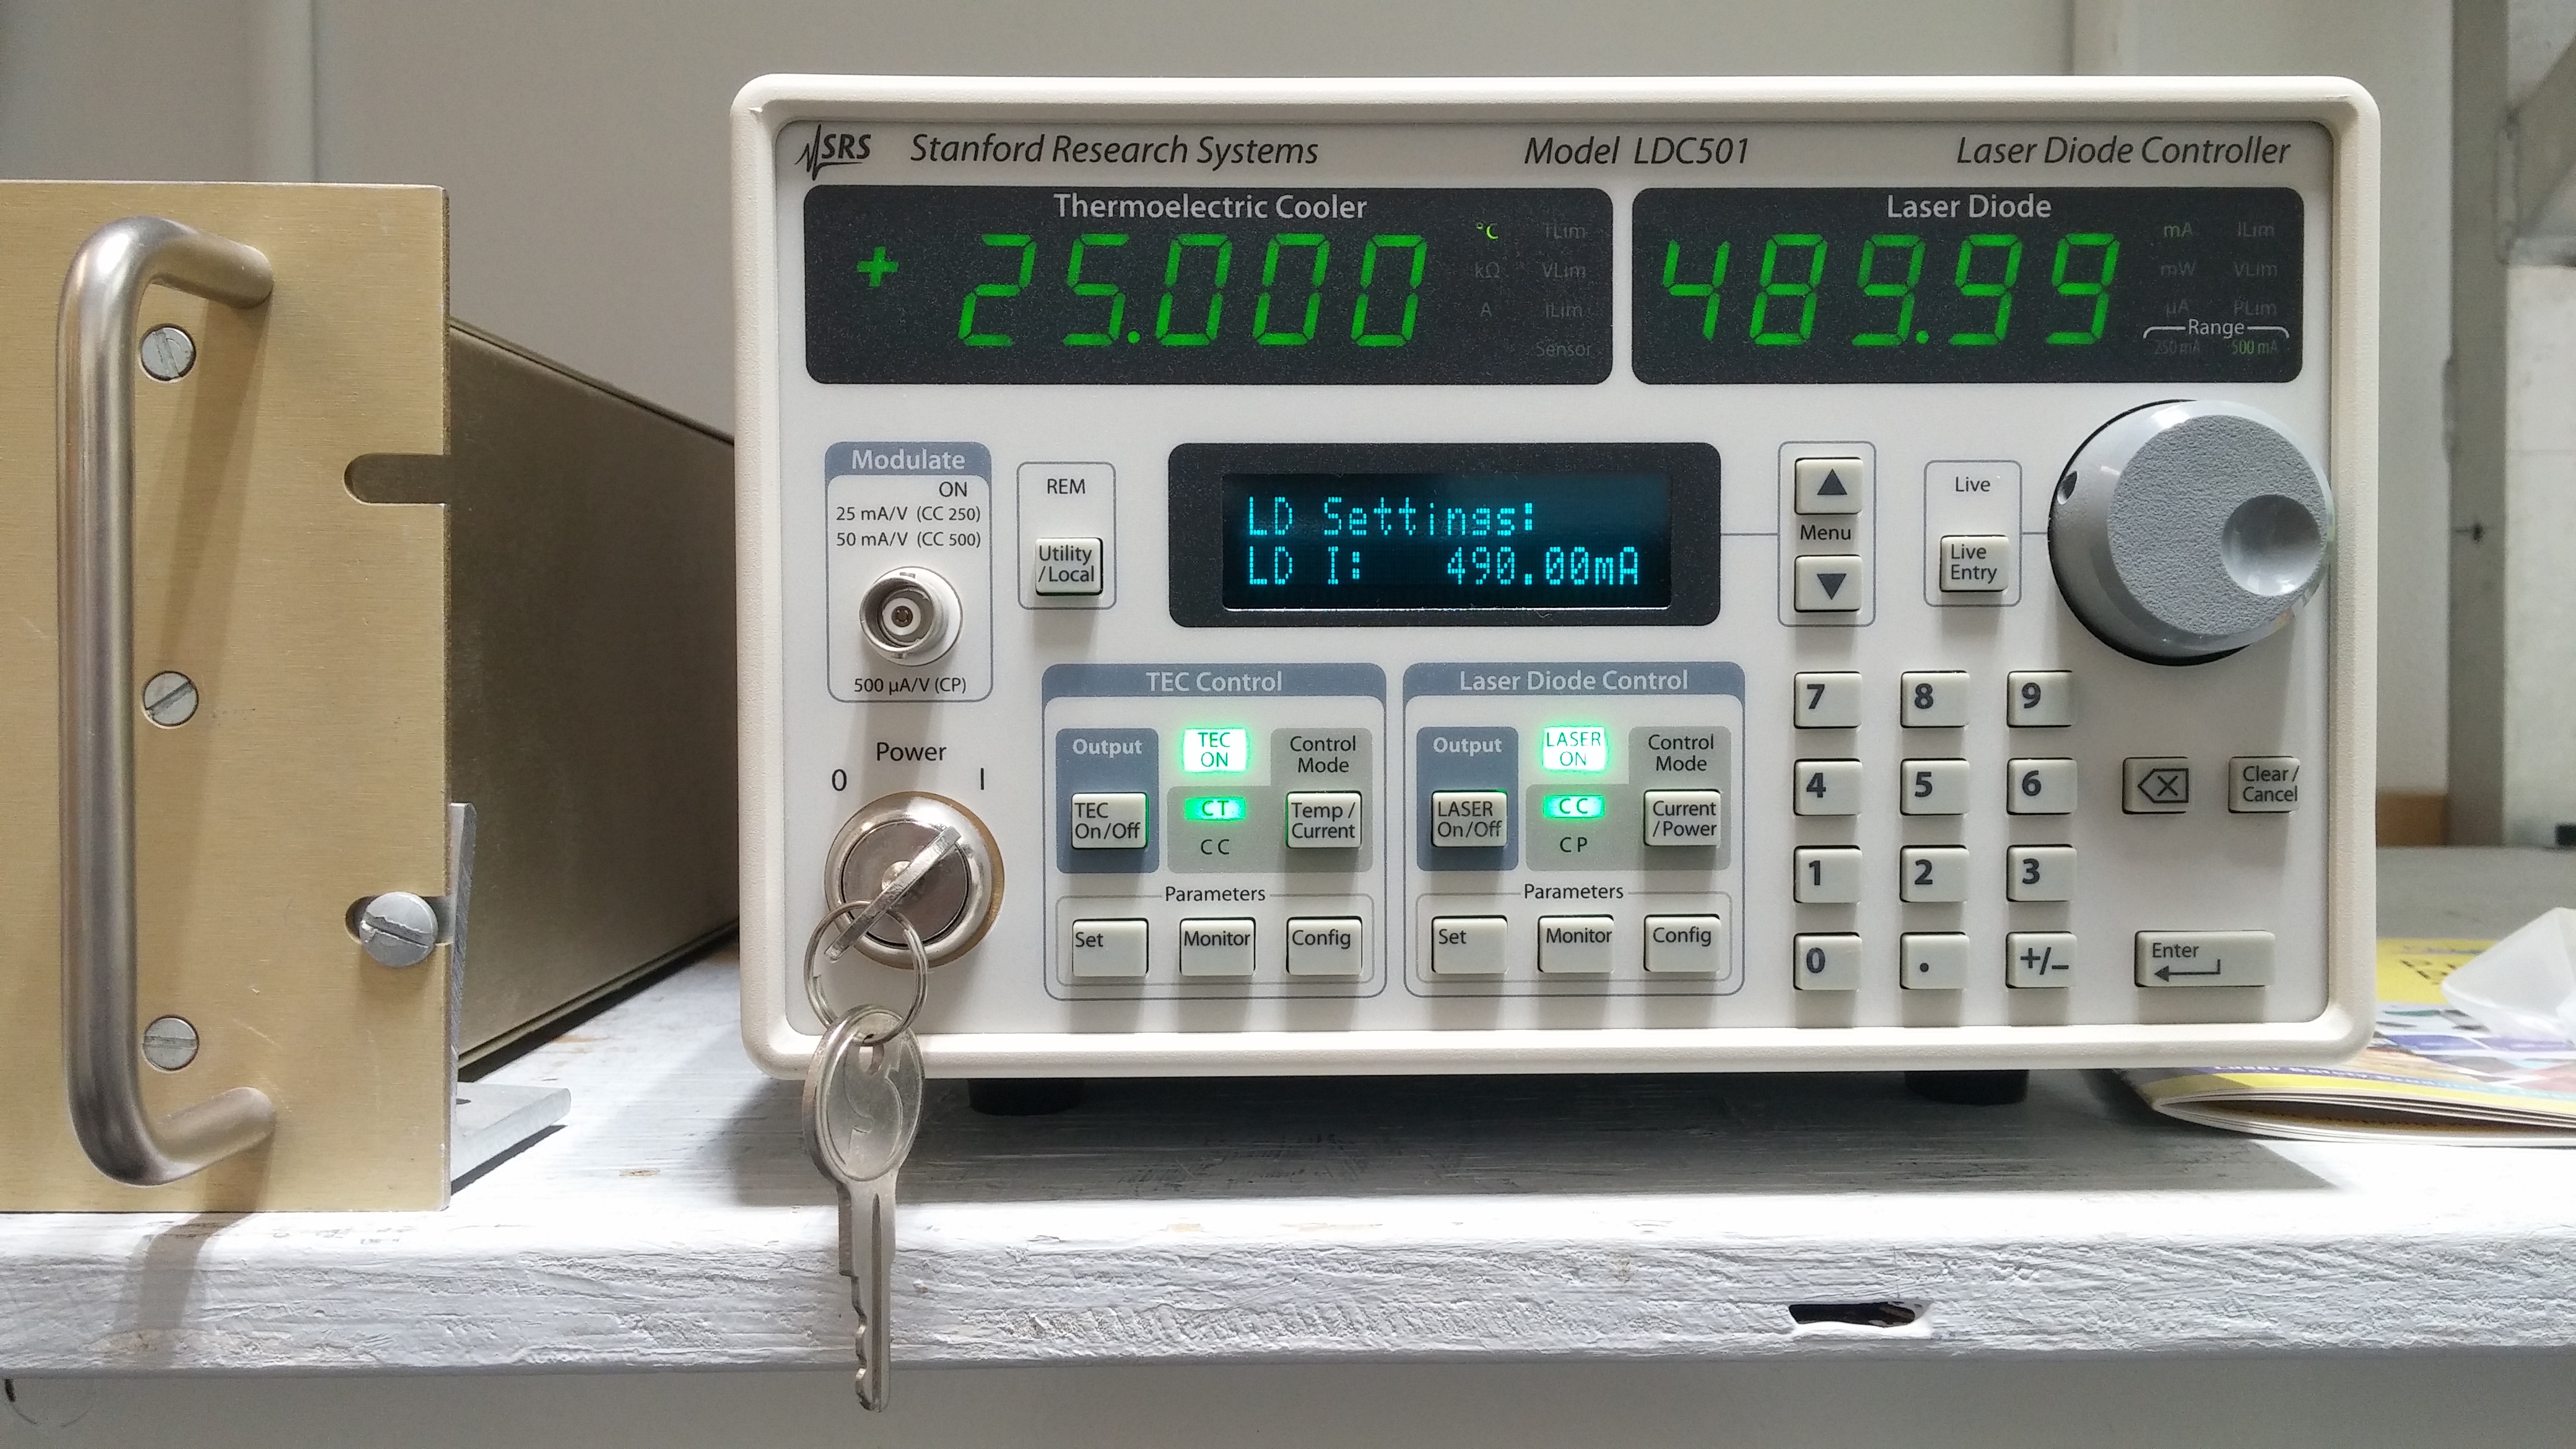 SRS Stanford Research Systems Model LDC501 Laser Diode Controller
Thermoelectric Cooler
+25.000
°C
kΩ
A
TLim
VLim
ILim
Sensor
Laser Diode
489.99
mA
mW
µA
ILim
VLim
PLim
Range
250 mA 500 mA
Modulate
ON
25 mA/V (CC 250)
50 mA/V (CC 500)
500 µA/V (CP)
REM
Utility
/Local
LD Settings:
LD I: 490.00mA
Menu
Live
Live
Entry
Power
0 I
TEC Control
Output
TEC
ON
Control
Mode
TEC
On/Off
CT
CC
Temp /
Current
Parameters
Set Monitor Config
Laser Diode Control
Output
LASER
ON
Control
Mode
LASER
On/Off
CC
CP
Current
/Power
Parameters
Set Monitor Config
7 8 9
4 5 6
1 2 3
0 . +/–
Clear /
Cancel
Enter